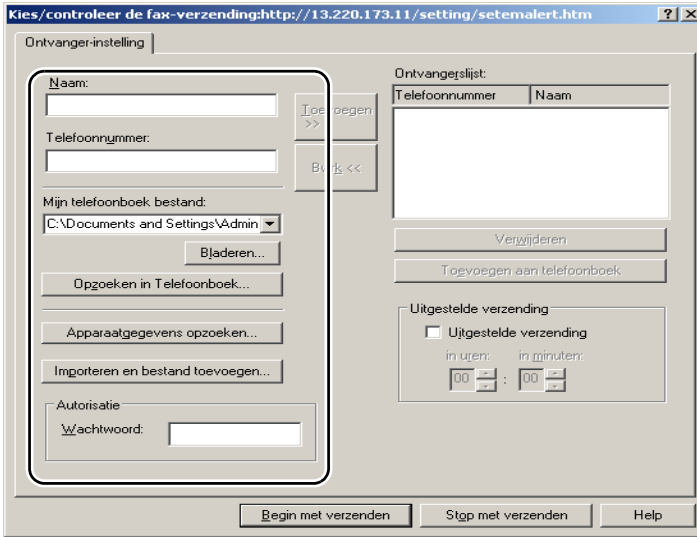 Kies/controleer de fax-verzending:http://13.220.173.11/setting/setemalert.htm
Ontvanger-instelling
Naam:
Toevoegen >>
Telefoonnummer:
Bwrk <<
Mijn telefoonboek bestand:
C:\Documents and Settings\Admin
Bladeren...
Opzoeken in Telefoonboek...
Apparaatgegevens opzoeken...
Importeren en bestand toevoegen...
Autorisatie
Wachtwoord:
Ontvangerslijst:
Telefoonnummer Naam
Verwijderen
Toevoegen aan telefoonboek
Uitgestelde verzending
Uitgestelde verzending
in uren: in minuten:
00 : 00
Begin met verzenden Stop met verzenden Help